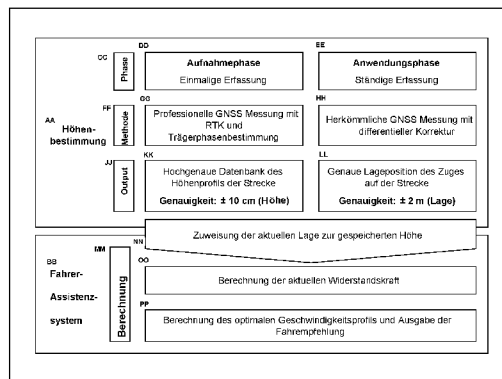 DD
EE
CC
Phase
Aufnahmephase
Einmalige Erfassung
Anwendungsphase
Ständige Erfassung
AA
Höhen-
bestimmung
FF
Methode
GG
Professionelle GNSS Messung mit
RTK und
Trägerphasenbestimmung
HH
Herkömmliche GNSS Messung mit
differentieller Korrektur
JJ
Output
KK
Hochgenaue Datenbank des
Höhenprofils der Strecke
Genauigkeit: ± 10 cm (Höhe)
LL
Genaue Lageposition des Zuges
auf der Strecke
Genauigkeit: ± 2 m (Lage)
NN
Zuweisung der aktuellen Lage zur gespeicherten Höhe
BB
Fahrer-
Assistenz-
system
MM
Berechnung
OO
Berechnung der aktuellen Widerstandskraft
PP
Berechnung des optimalen Geschwindigkeitsprofils und Ausgabe der
Fahrempfehlung